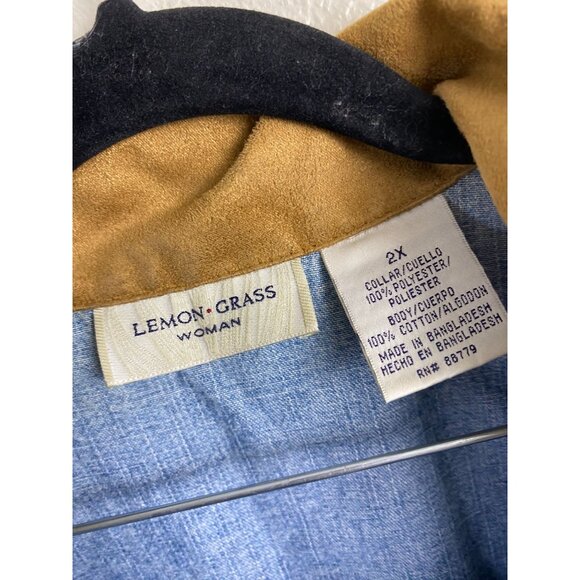 LEMON • GRASS
WOMAN
2X
COLLAR/CUELLO
100% POLYESTER/
POLIESTER
BODY/CUERPO
100% COTTON/ALGODON
MADE IN BANGLADESH
HECHO EN BANGLADESH
RN# 88779